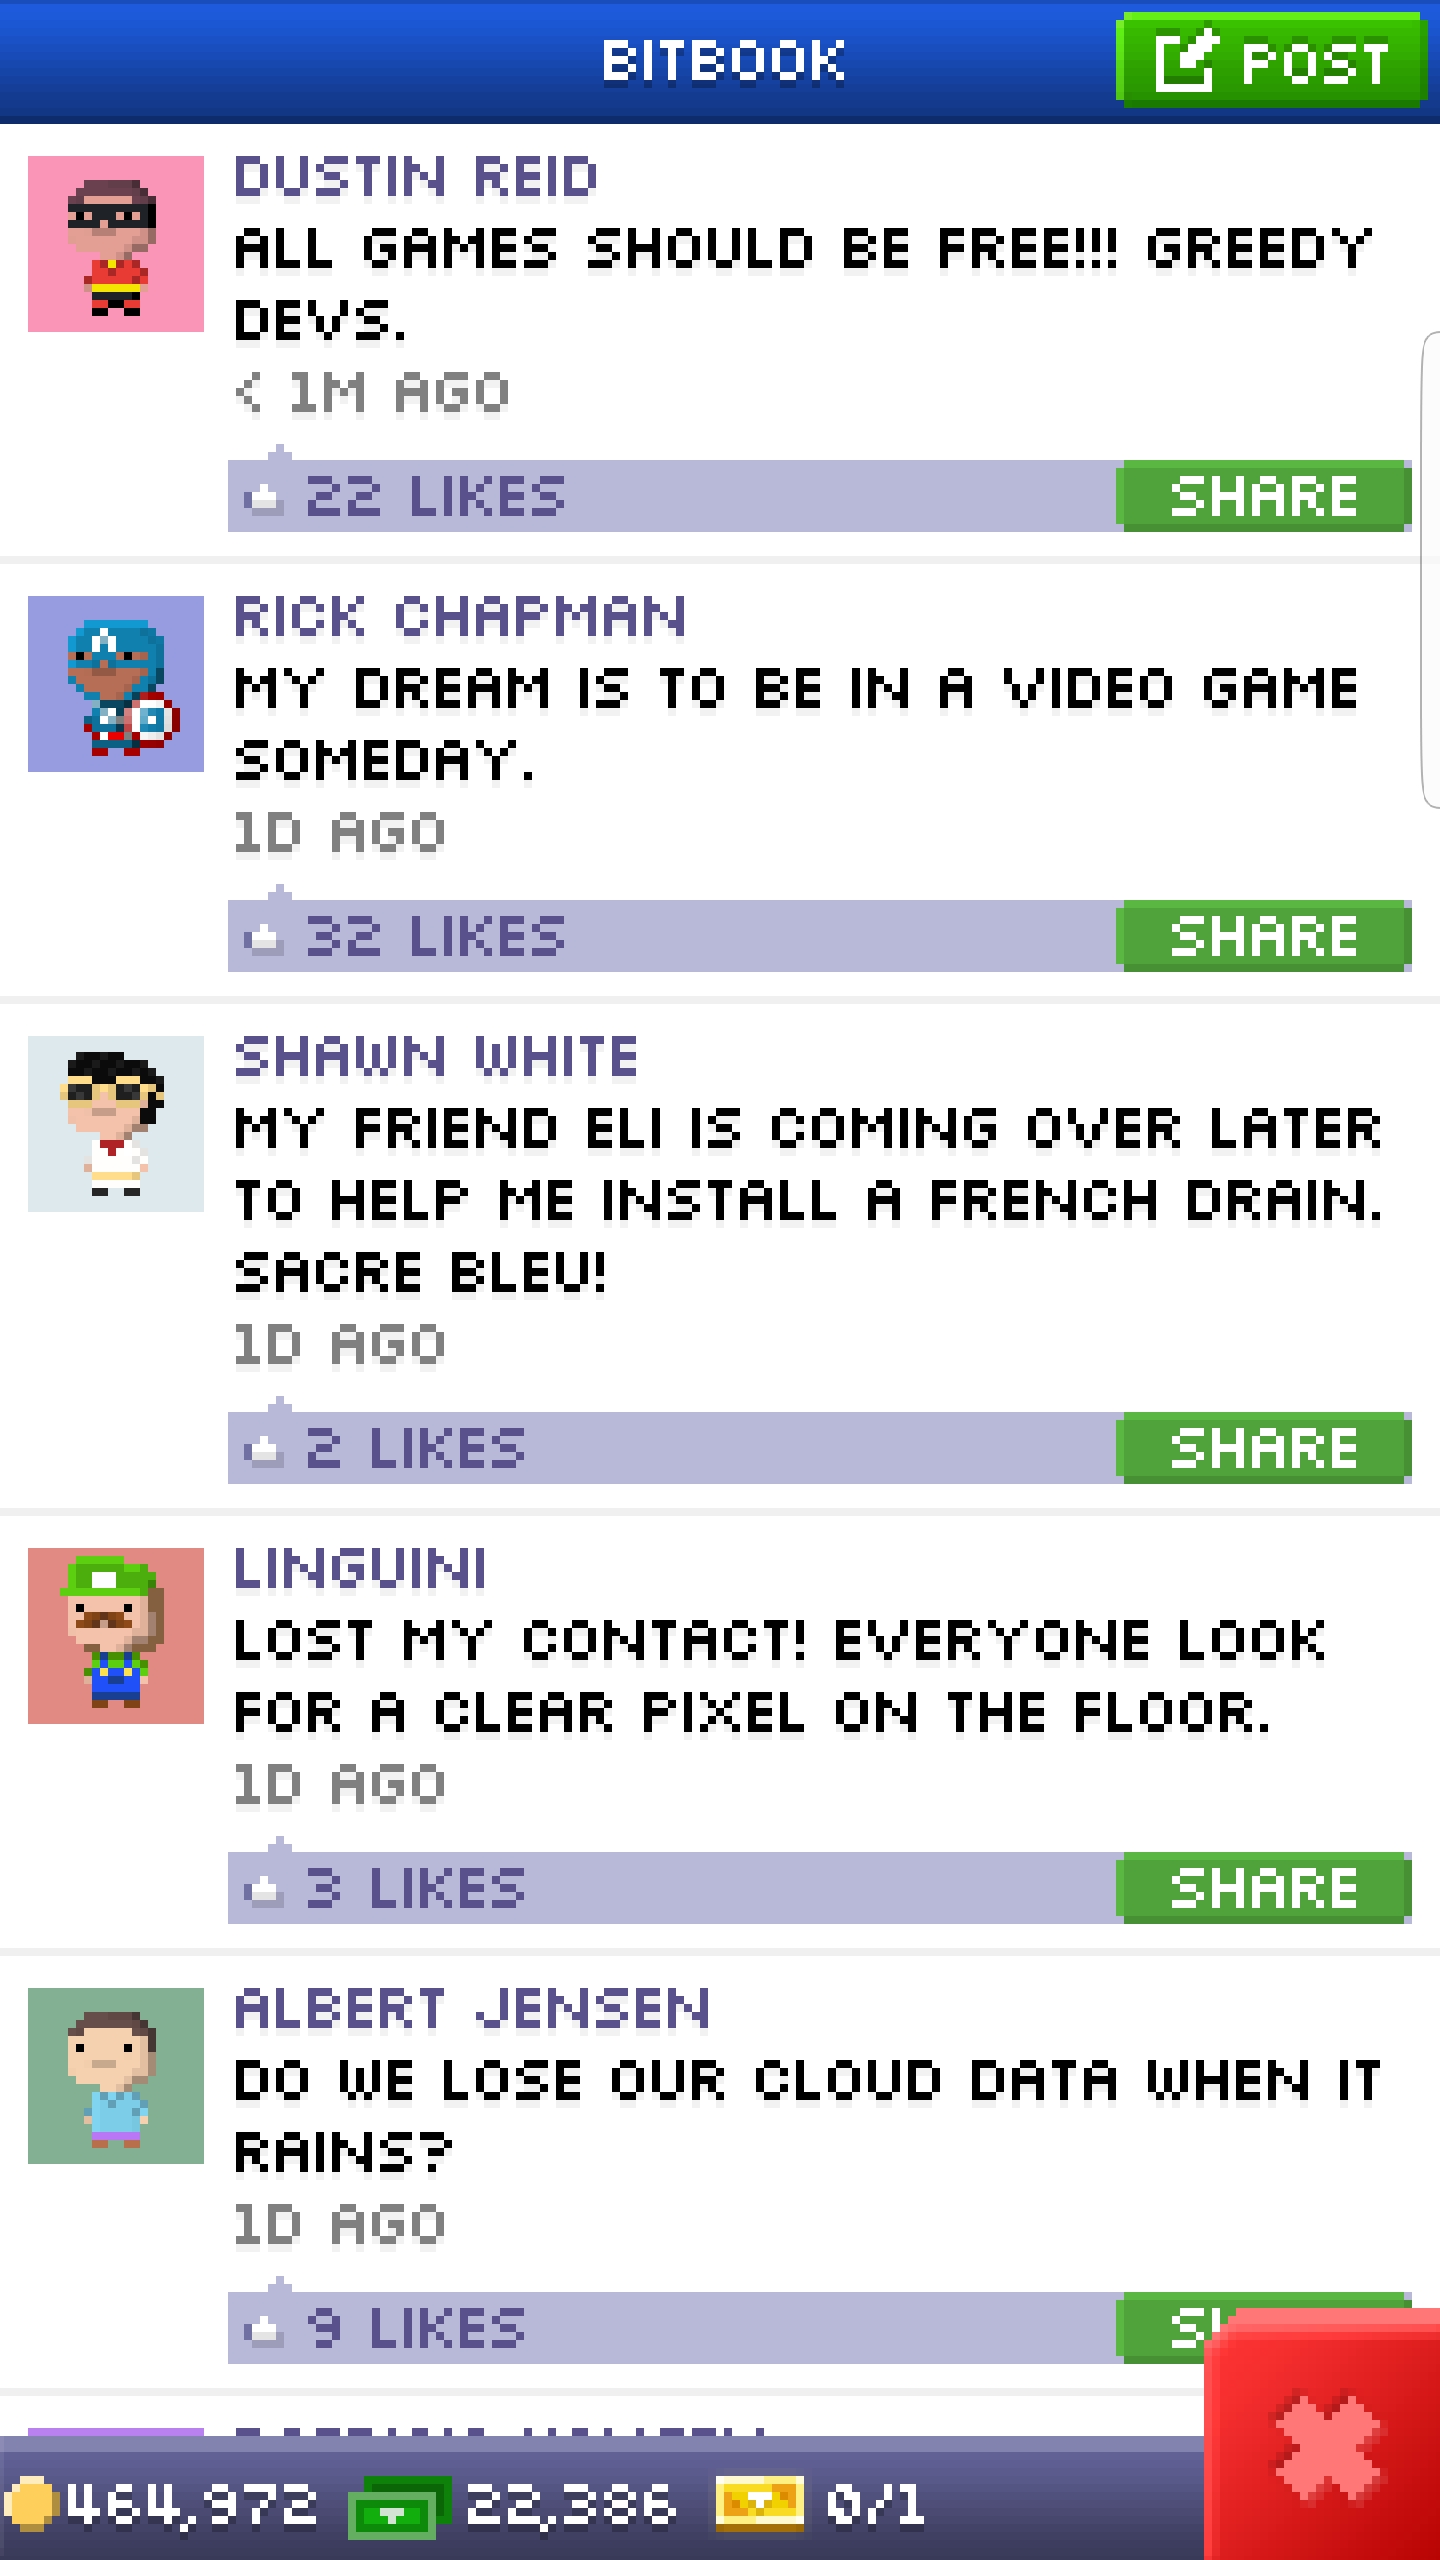 BITBOOK
POST
DUSTIN REID
ALL GAMES SHOULD BE FREE!!! GREEDY
DEVS.
< 1M AGO
22 LIKES
SHARE
RICK CHAPMAN
MY DREAM IS TO BE IN A VIDEO GAME
SOMEDAY.
1D AGO
32 LIKES
SHARE
SHAWN WHITE
MY FRIEND ELI IS COMING OVER LATER
TO HELP ME INSTALL A FRENCH DRAIN.
SACRE BLEU!
1D AGO
2 LIKES
SHARE
LINGUINI
LOST MY CONTACT! EVERYONE LOOK
FOR A CLEAR PIXEL ON THE FLOOR.
1D AGO
3 LIKES
SHARE
ALBERT JENSEN
DO WE LOSE OUR CLOUD DATA WHEN IT
RAINS?
1D AGO
9 LIKES
464,972
22,386
0/1